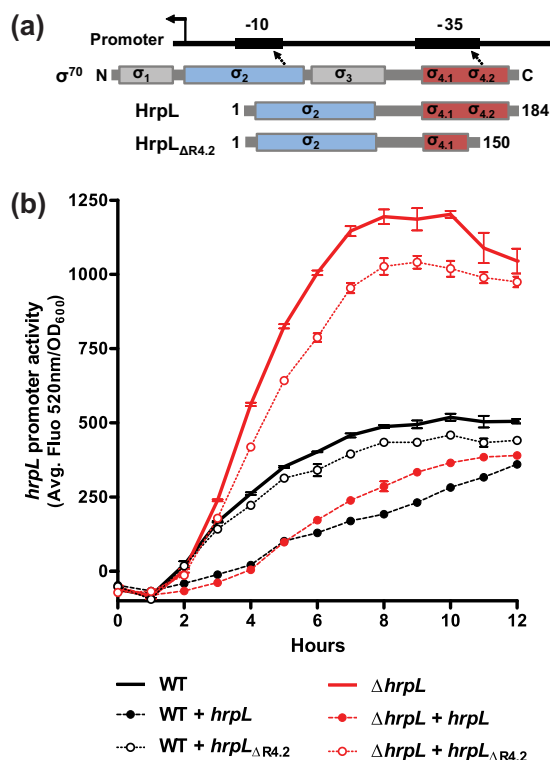 (a)
Promoter -10 -35
σ70 N σ1 σ2 σ3 σ4.1 σ4.2 C
HrpL 1 σ2 σ4.1 σ4.2 184
HrpLΔR4.2 1 σ2 σ4.1 150
(b)
hrpL promoter activity
(Avg. Fluo 520nm/OD600)
1250
1000
750
500
250
0
0 2 4 6 8 10 12
Hours
WT ΔhrpL
WT + hrpL ΔhrpL + hrpL
WT + hrpLΔR4.2 ΔhrpL + hrpLΔR4.2